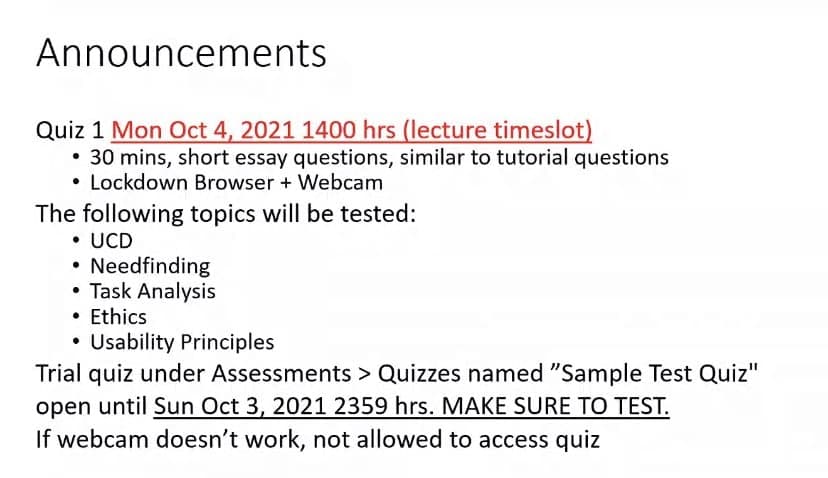 Announcements
Quiz 1 Mon Oct 4, 2021 1400 hrs (lecture timeslot)
• 30 mins, short essay questions, similar to tutorial questions
• Lockdown Browser + Webcam
The following topics will be tested:
• UCD
• Needfinding
• Task Analysis
• Ethics
• Usability Principles
Trial quiz under Assessments > Quizzes named ”Sample Test Quiz"
open until Sun Oct 3, 2021 2359 hrs. MAKE SURE TO TEST.
If webcam doesn’t work, not allowed to access quiz